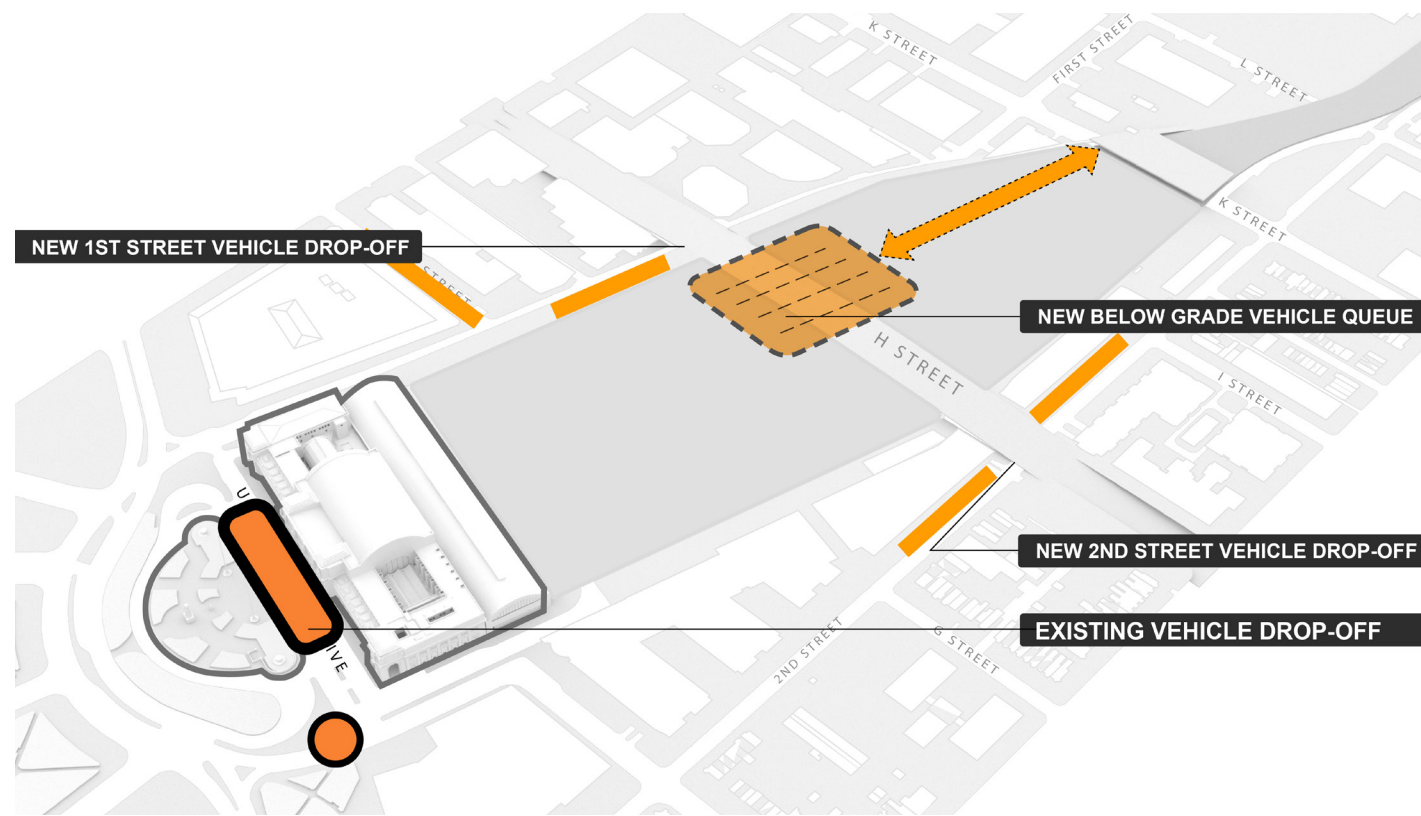 K STREET
FIRST STREET
L STREET
K STREET
NEW 1ST STREET VEHICLE DROP-OFF
STREET
NEW BELOW GRADE VEHICLE QUEUE
H STREET
I STREET
NEW 2ND STREET VEHICLE DROP-OFF
EXISTING VEHICLE DROP-OFF
G STREET
2ND STREET